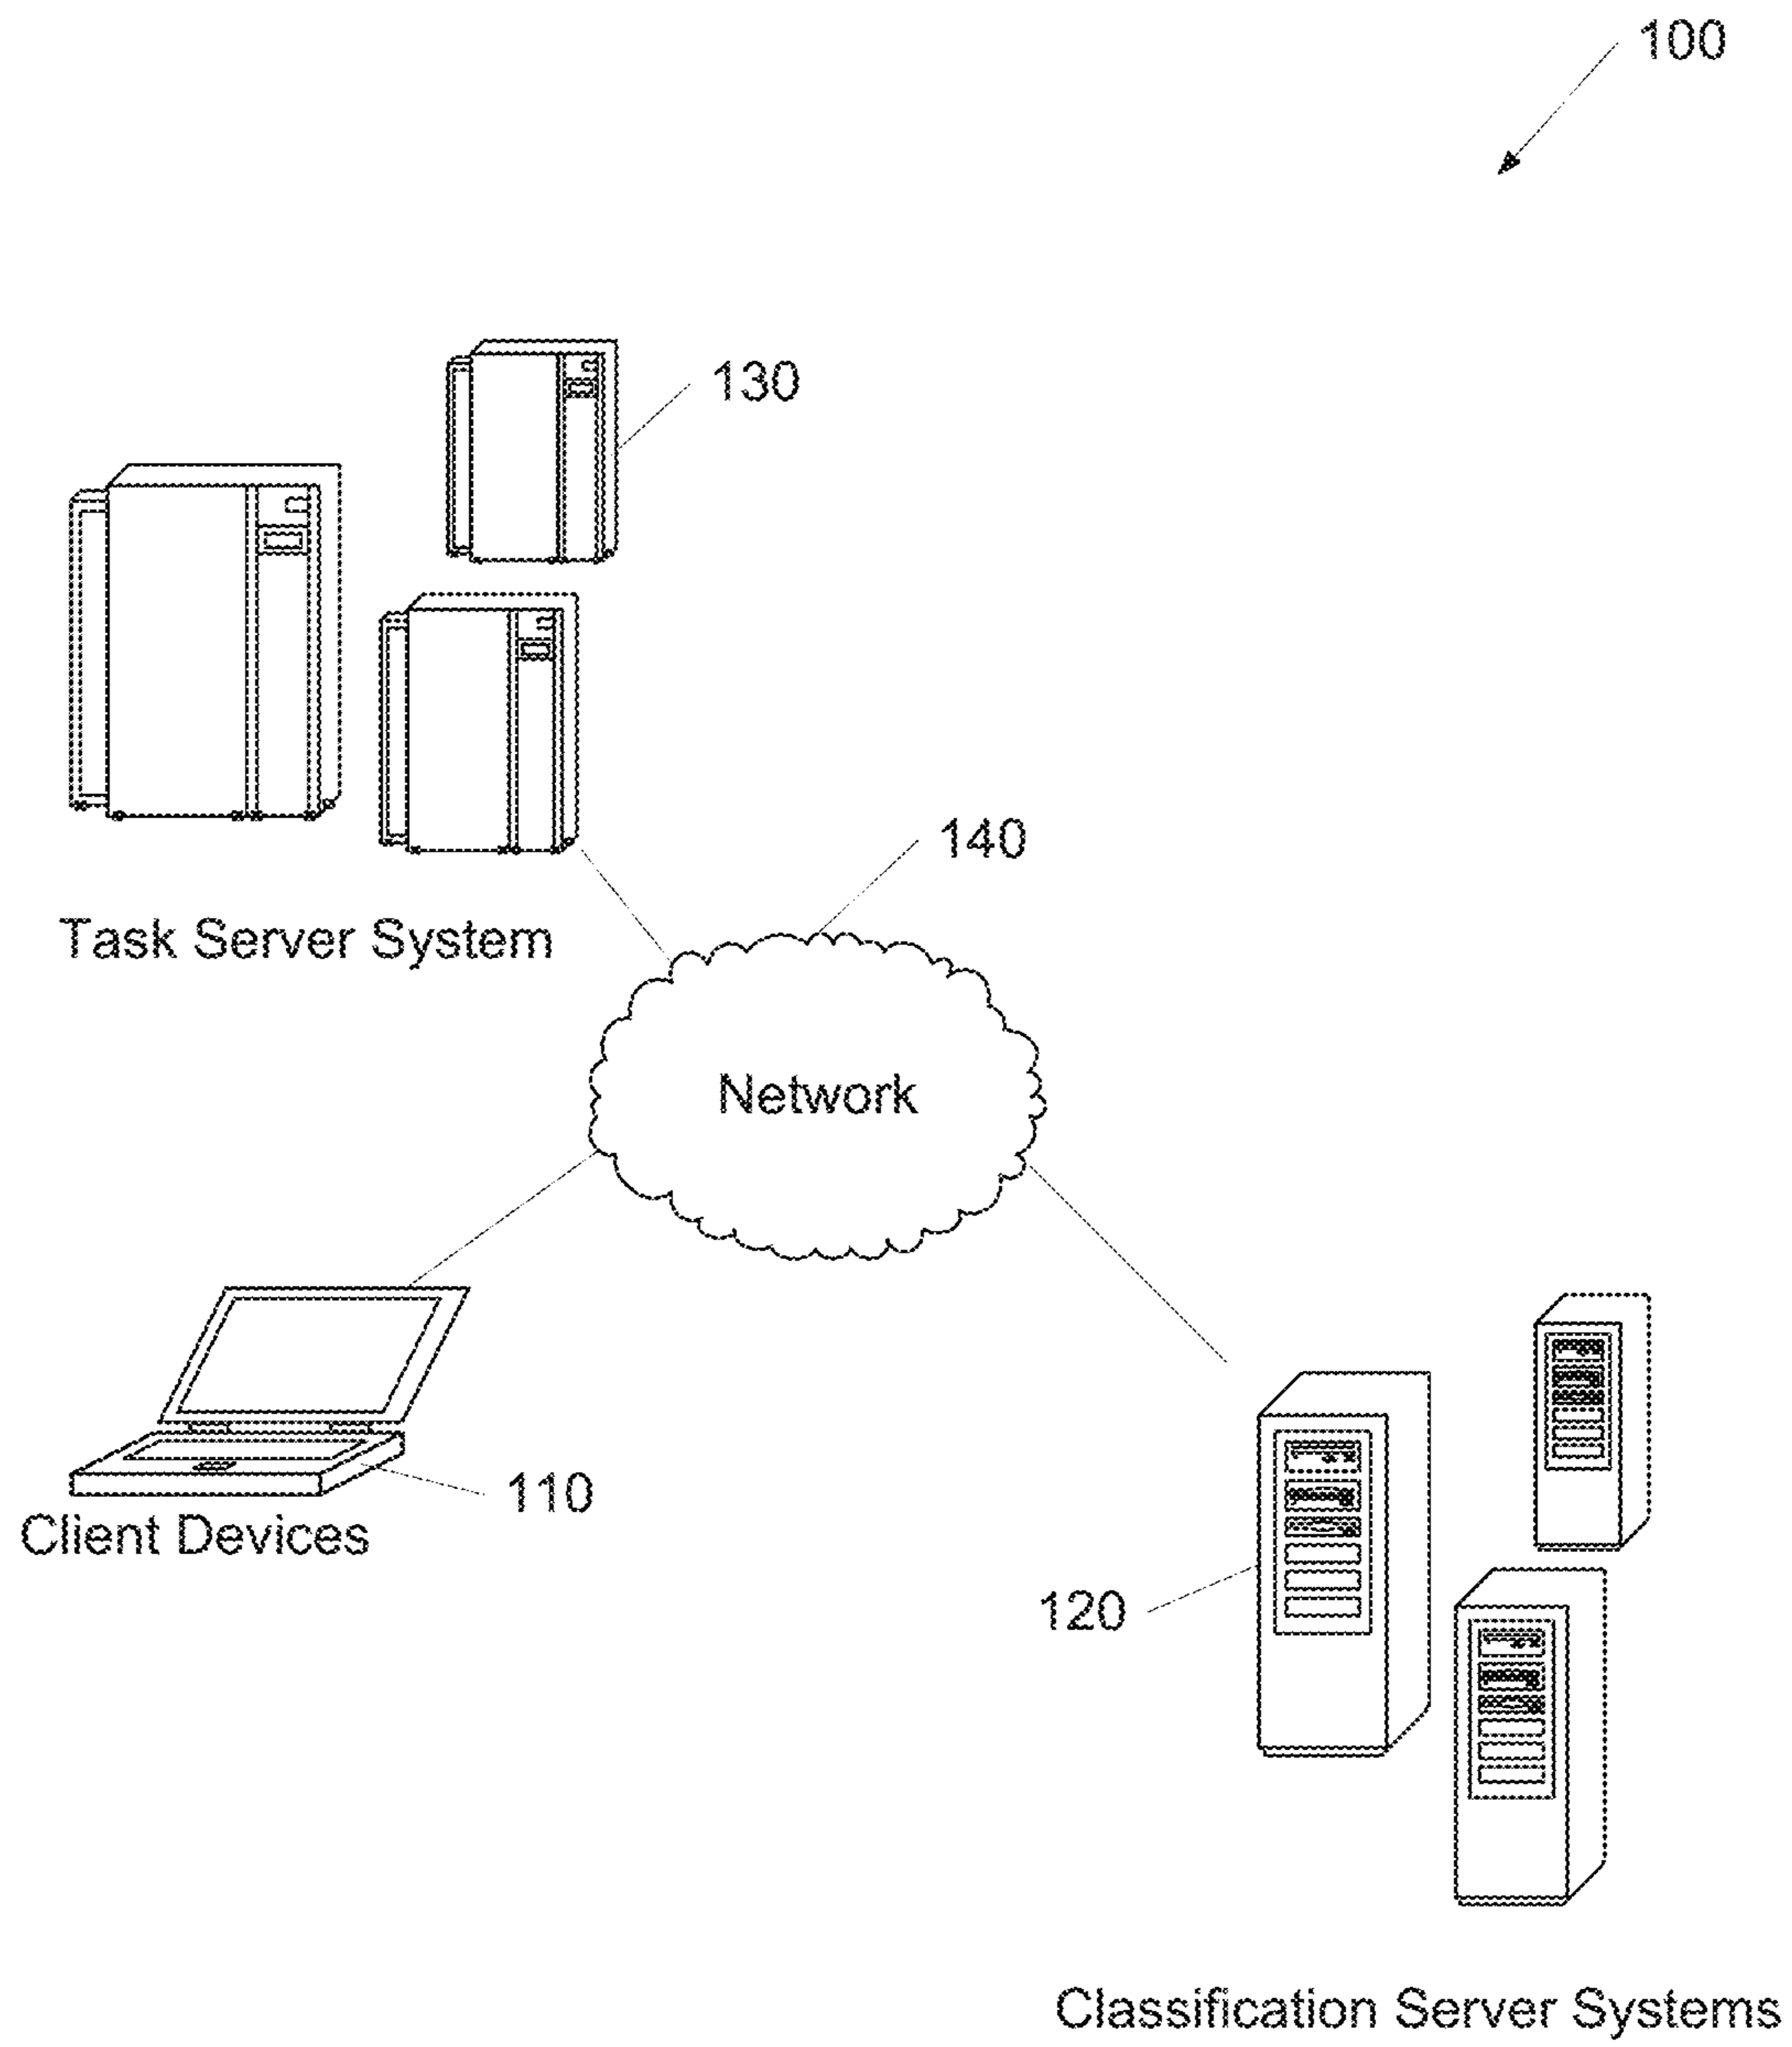 100
130
140
Task Server System
Network
110
Client Devices
120
Classification Server Systems